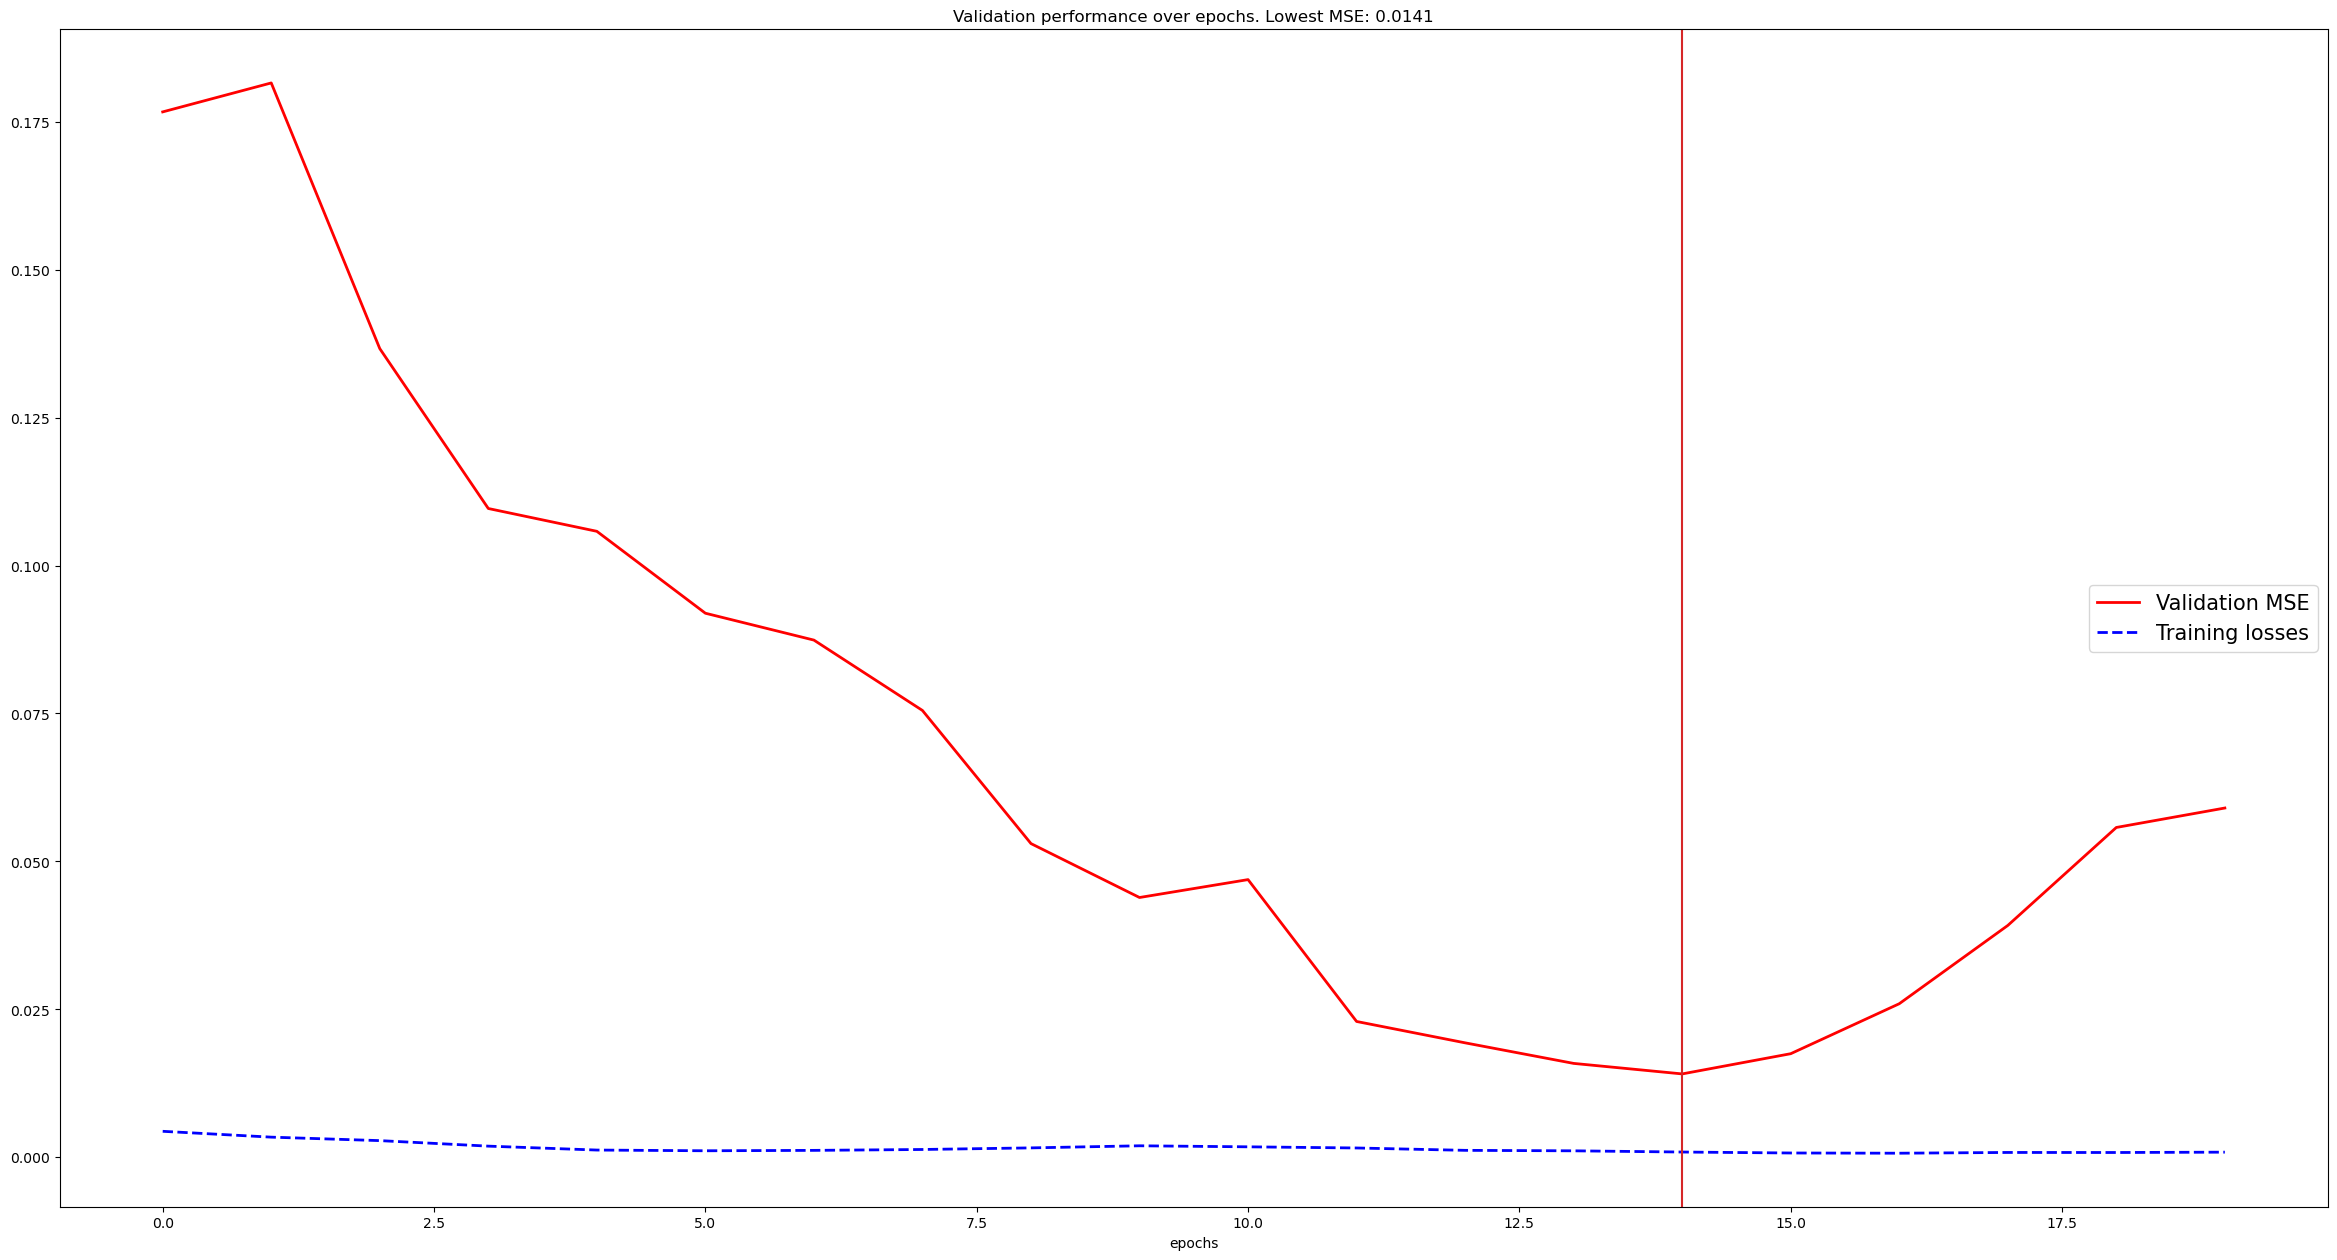 Validation performance over epochs. Lowest MSE: 0.0141
0.175
0.150
0.125
0.100
0.075
0.050
0.025
0.000
Validation MSE
Training losses
0.0 2.5 5.0 7.5 10.0 12.5 15.0 17.5
epochs